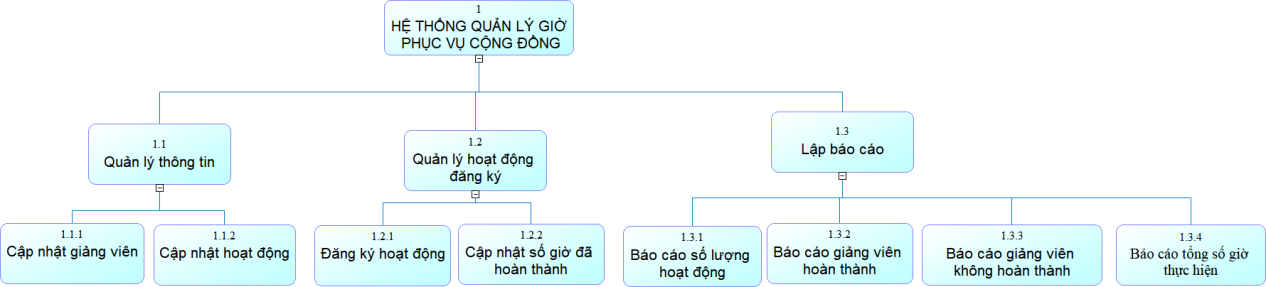 1
HỆ THỐNG QUẢN LÝ GIỜ
PHỤC VỤ CỘNG ĐỒNG
1.1
Quản lý thông tin
1.2
Quản lý hoạt động
đăng ký
1.3
Lập báo cáo
1.1.1
Cập nhật giảng viên
1.1.2
Cập nhật hoạt động
1.2.1
Đăng ký hoạt động
1.2.2
Cập nhật số giờ đã
hoàn thành
1.3.1
Báo cáo số lượng
hoạt động
1.3.2
Báo cáo giảng viên
hoàn thành
1.3.3
Báo cáo giảng viên
không hoàn thành
1.3.4
Báo cáo tổng số giờ
thực hiện